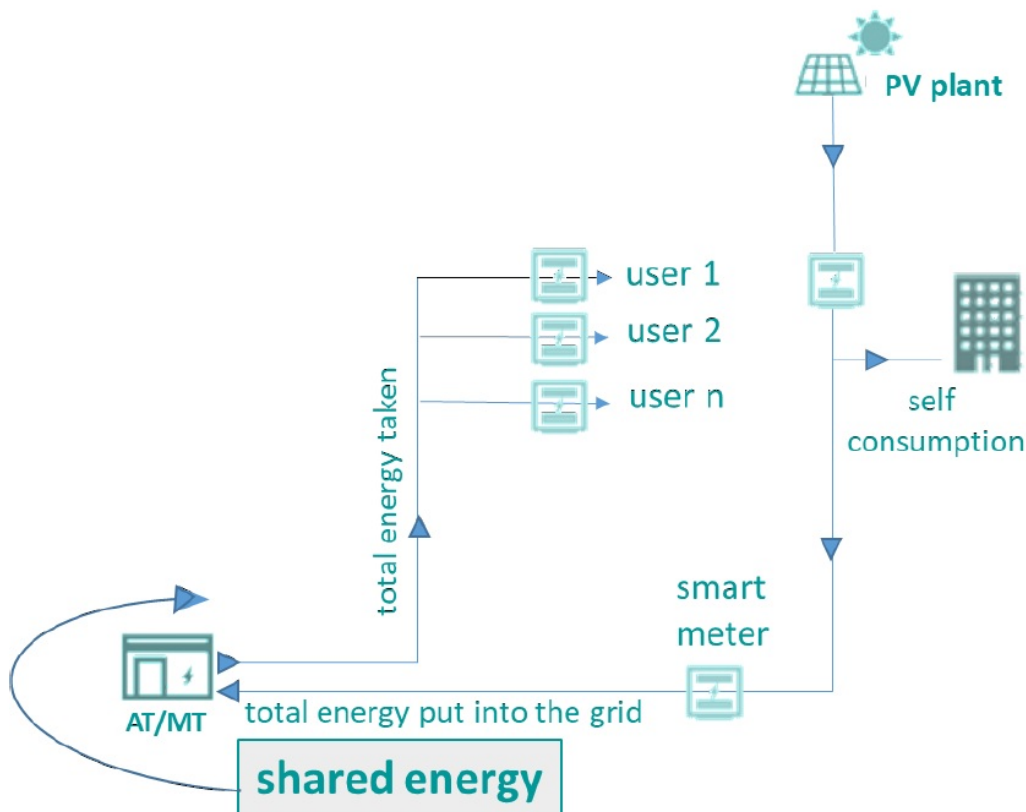 PV plant
user 1
user 2
user n
self
consumption
total energy taken
smart
meter
AT/MT
total energy put into the grid
shared energy